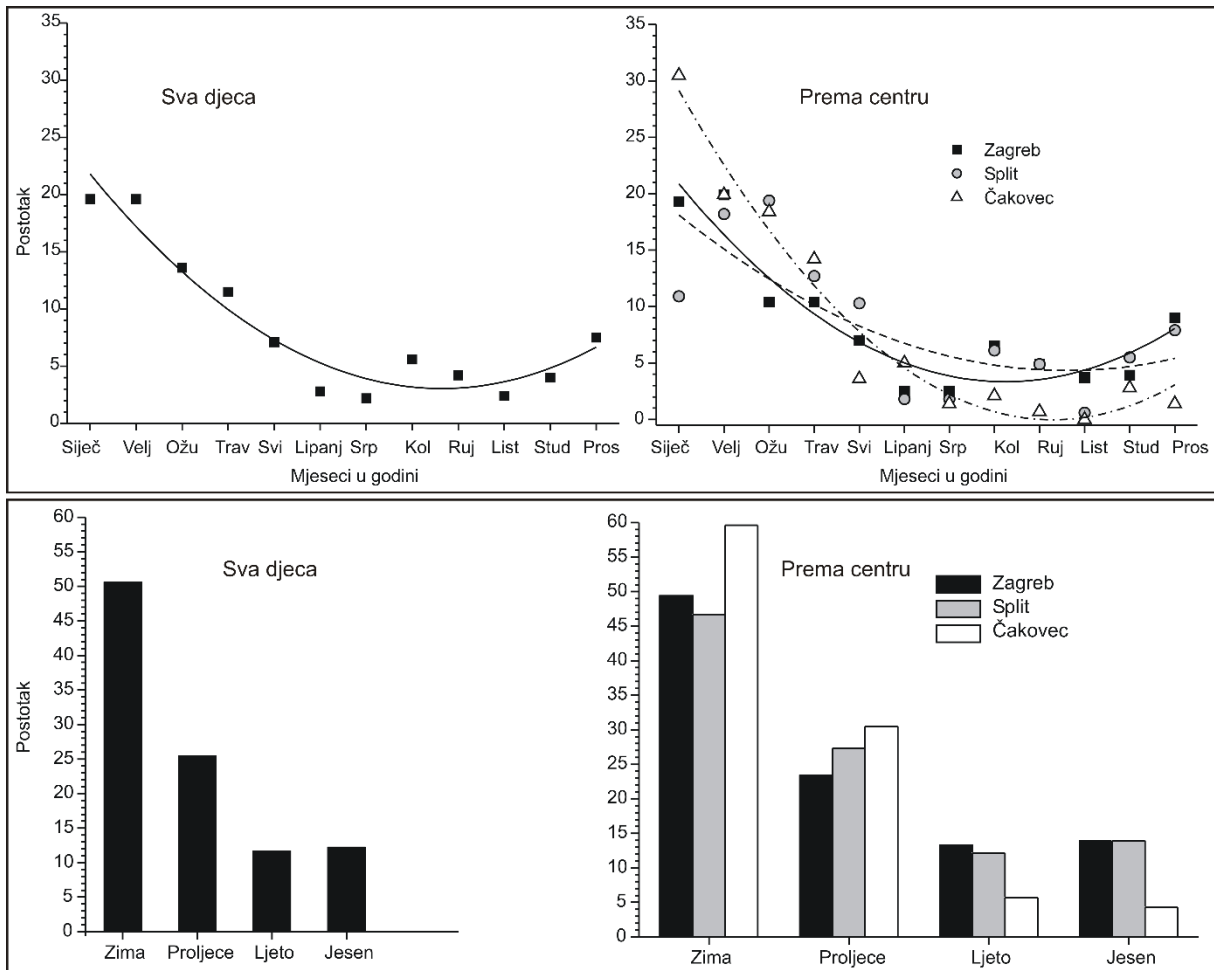 35
30
25
20
15
10
5
0
Postotak
Sva djeca
Siječ Velj Ožu Trav Svi Lipanj Srp Kol Ruj List Stud Pros
Mjeseci u godini
35
30
25
20
15
10
5
0
Prema centru
Zagreb
Split
Čakovec
Siječ Velj Ožu Trav Svi Lipanj Srp Kol Ruj List Stud Pros
Mjeseci u godini
60
55
50
45
40
35
30
25
20
15
10
5
0
Postotak
Sva djeca
Zima Proljece Ljeto Jesen
60
55
50
45
40
35
30
25
20
15
10
5
0
Prema centru
Zagreb
Split
Čakovec
Zima Proljece Ljeto Jesen